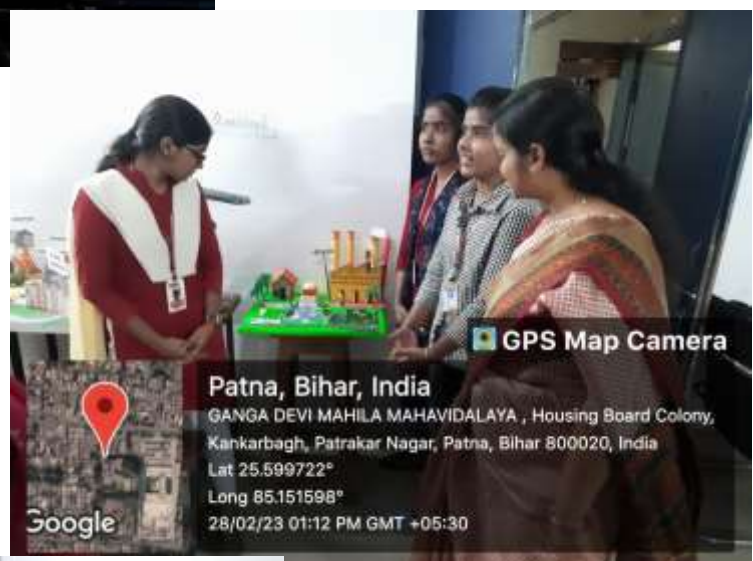 GPS Map Camera
Patna, Bihar, India
GANGA DEVI MAHILA MAHAVIDALAYA , Housing Board Colony,
Kankarbagh, Patrakar Nagar, Patna, Bihar 800020, India
Lat 25.599722°
Long 85.151598°
28/02/23 01:12 PM GMT +05:30
Google